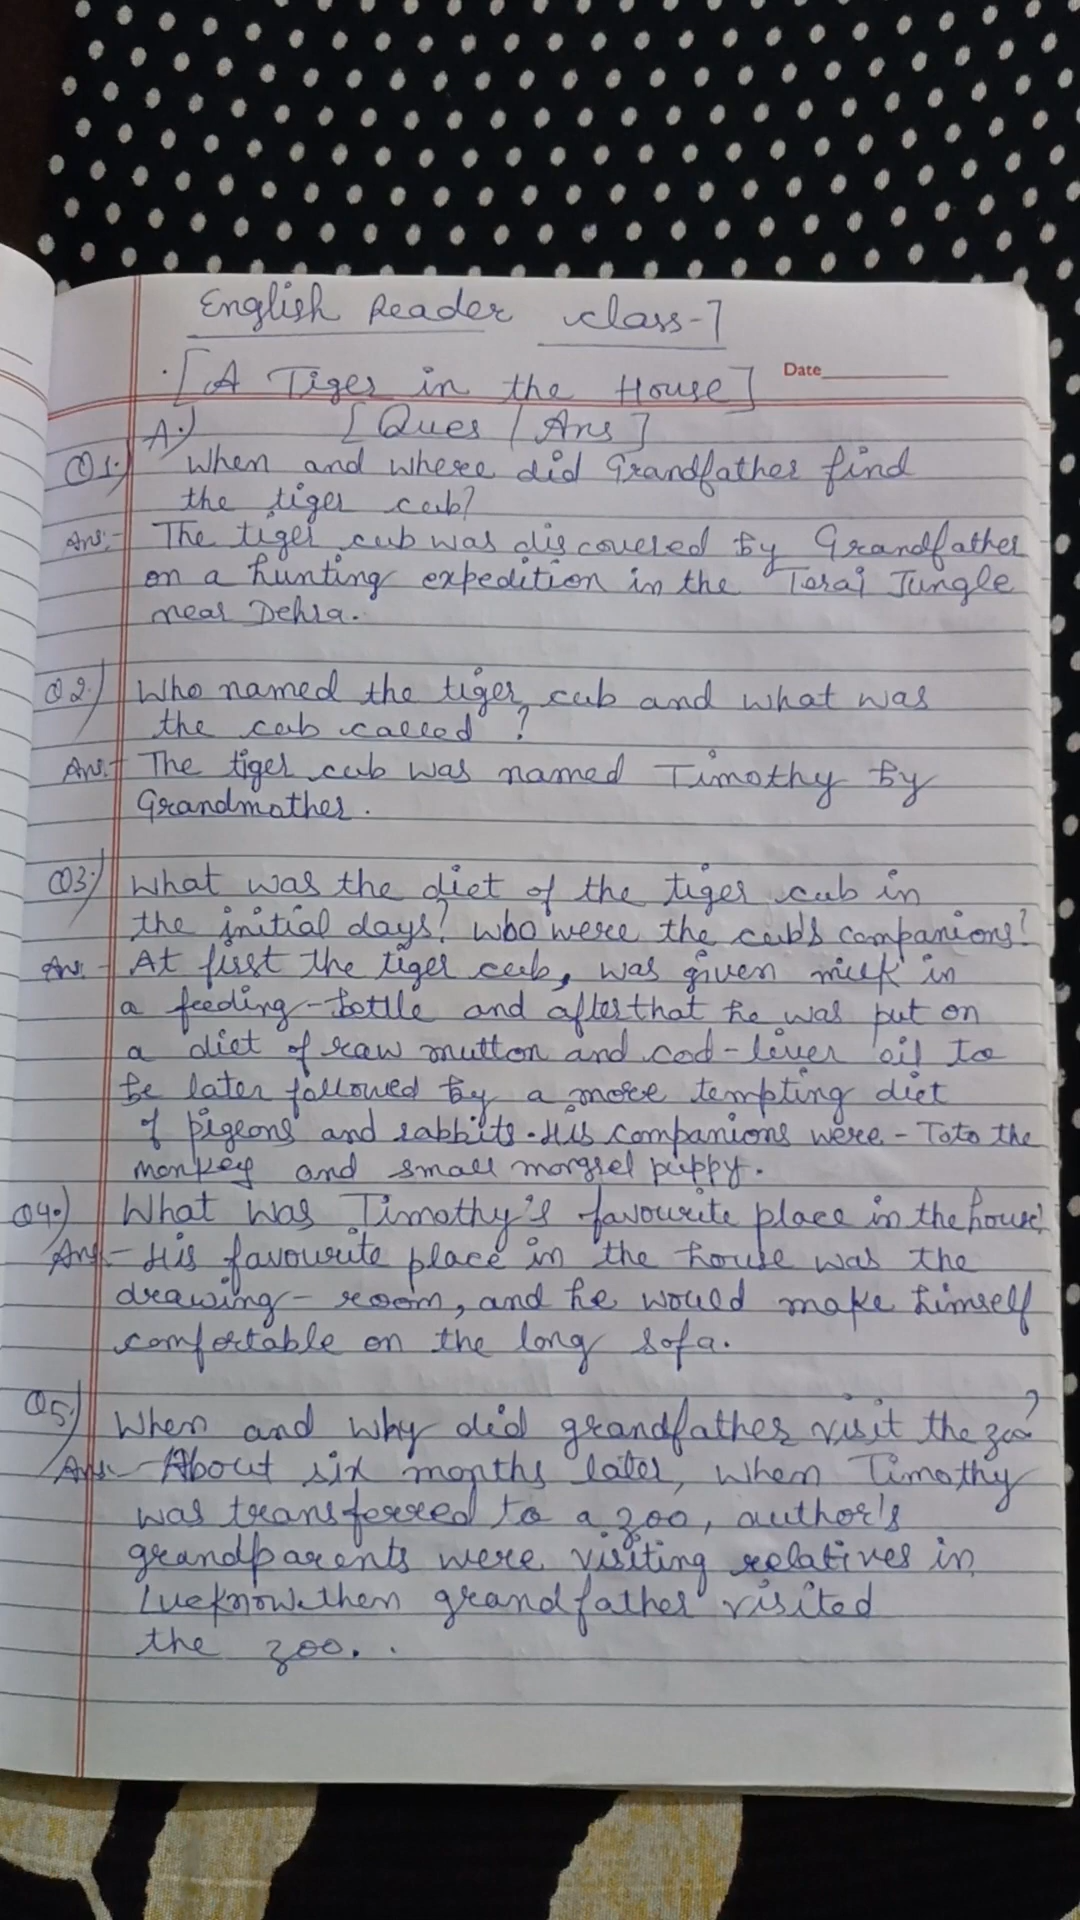 English Reader class-7
[A Tiger in the House]
Date
A.) [Ques / Ans]
Q1.) When and where did Grandfather find
the tiger cub?
Ans:- The tiger cub was discovered by Grandfather
on a hunting expedition in the Terai Jungle
near Dehra.
Q2.) Who named the tiger cub and what was
the cub called?
Ans:- The tiger cub was named Timothy by
Grandmother.
Q3.) What was the diet of the tiger cub in
the initial days? Who were the cub's companions?
Ans. - At first the tiger cub, was given milk in
a feeding-bottle and after that he was put on
a diet of raw mutton and cod-liver oil to
be later followed by a more tempting diet
of pigeons and rabbits. His companions were - Toto the
monkey and small morgrel puppy.
Q4.) What was Timothy's favourite place in the house?
Ans - His favourite place in the house was the
drawing-room, and he would make himself
comfortable on the long sofa.
Q5.) When and why did grandfather visit the zoo?
Ans. - About six months later, when Timothy
was transferred to a zoo, author's
grandparents were visiting relatives in
Lucknow. then grandfather visited
the zoo.